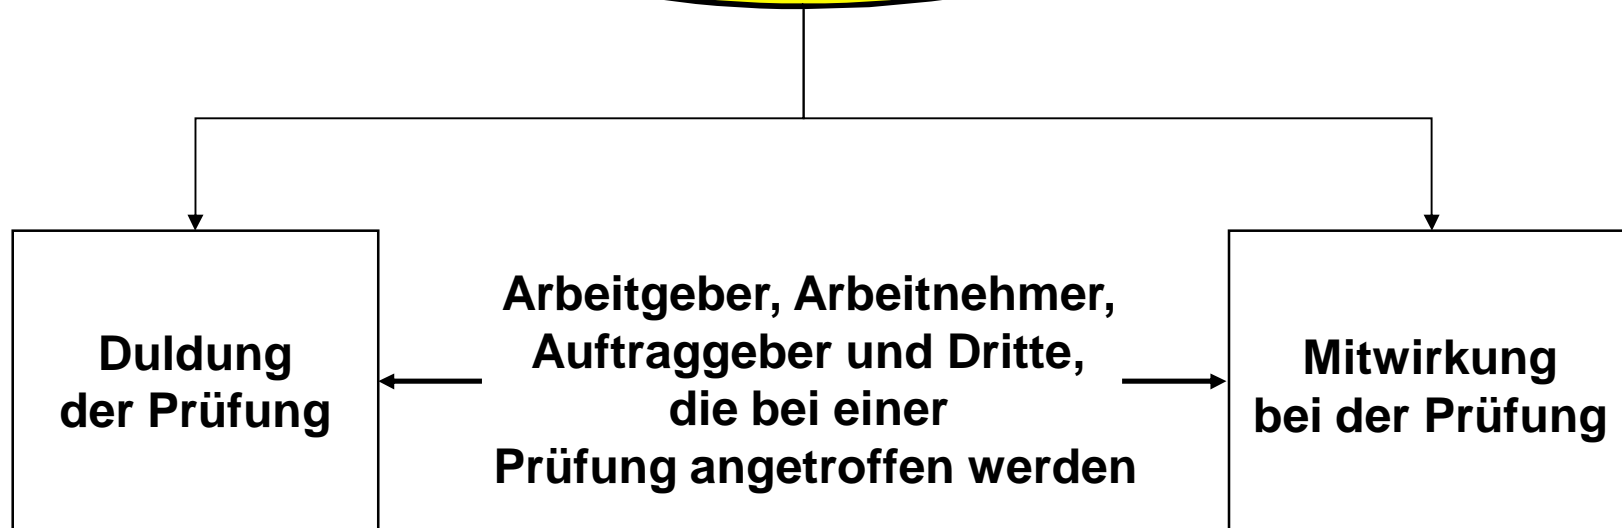 Duldung
der Prüfung
Arbeitgeber, Arbeitnehmer,
Auftraggeber und Dritte,
die bei einer
Prüfung angetroffen werden
Mitwirkung
bei der Prüfung